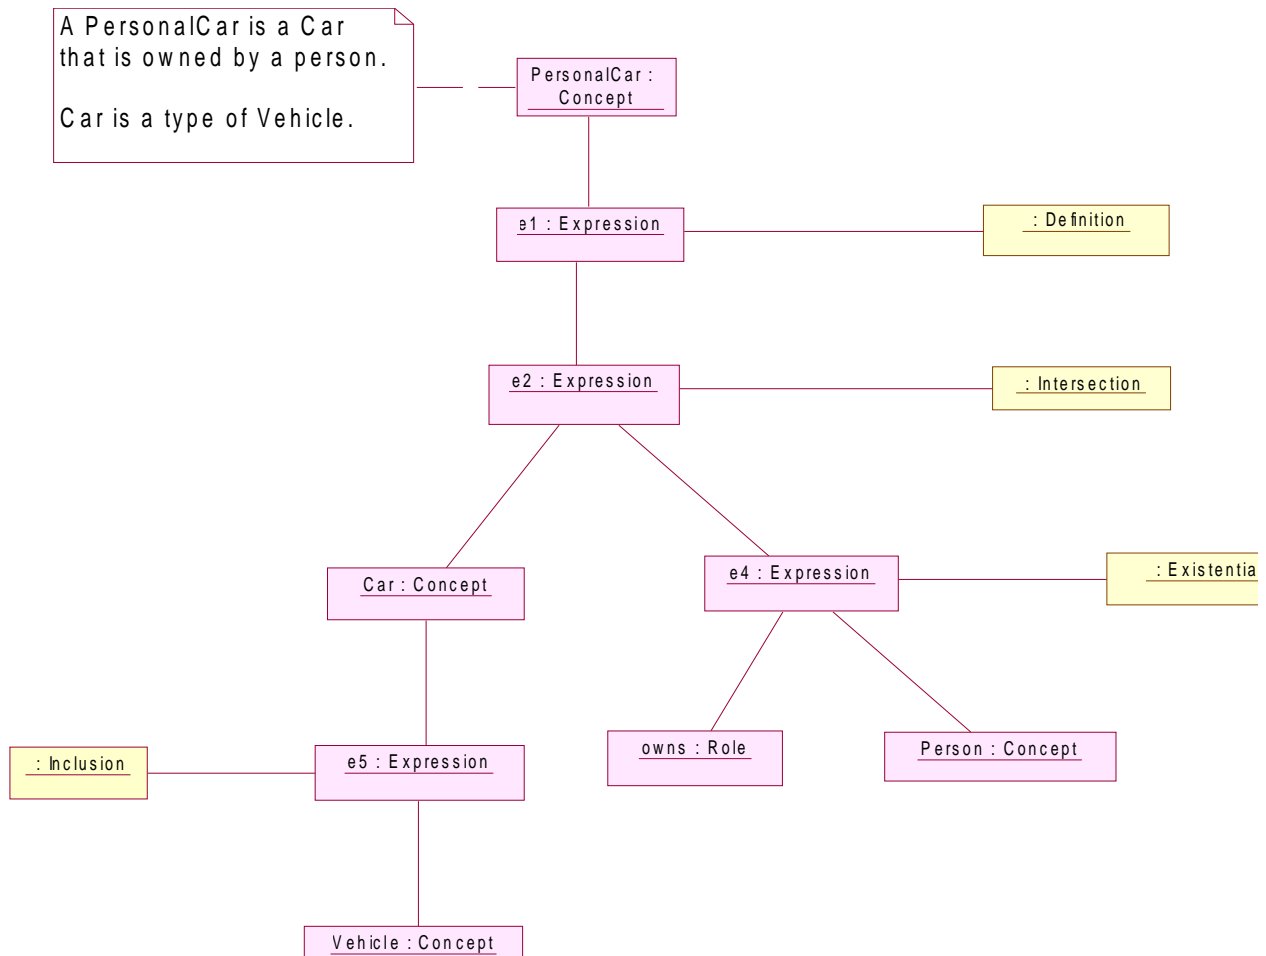 A PersonalCar is a Car
that is owned by a person.
Car is a type of Vehicle.
PersonalCar :
Concept
e1 : Expression
: Definition
e2 : Expression
: Intersection
Car : Concept
e4 : Expression
: Existentia
: Inclusion
e5 : Expression
owns : Role
Person : Concept
Vehicle : Concept